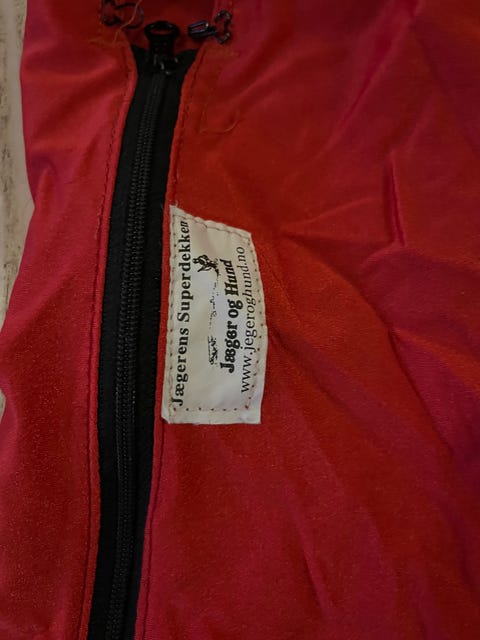 Jægerens Superdekken
Jæger og Hund
www.jegeroghund.no